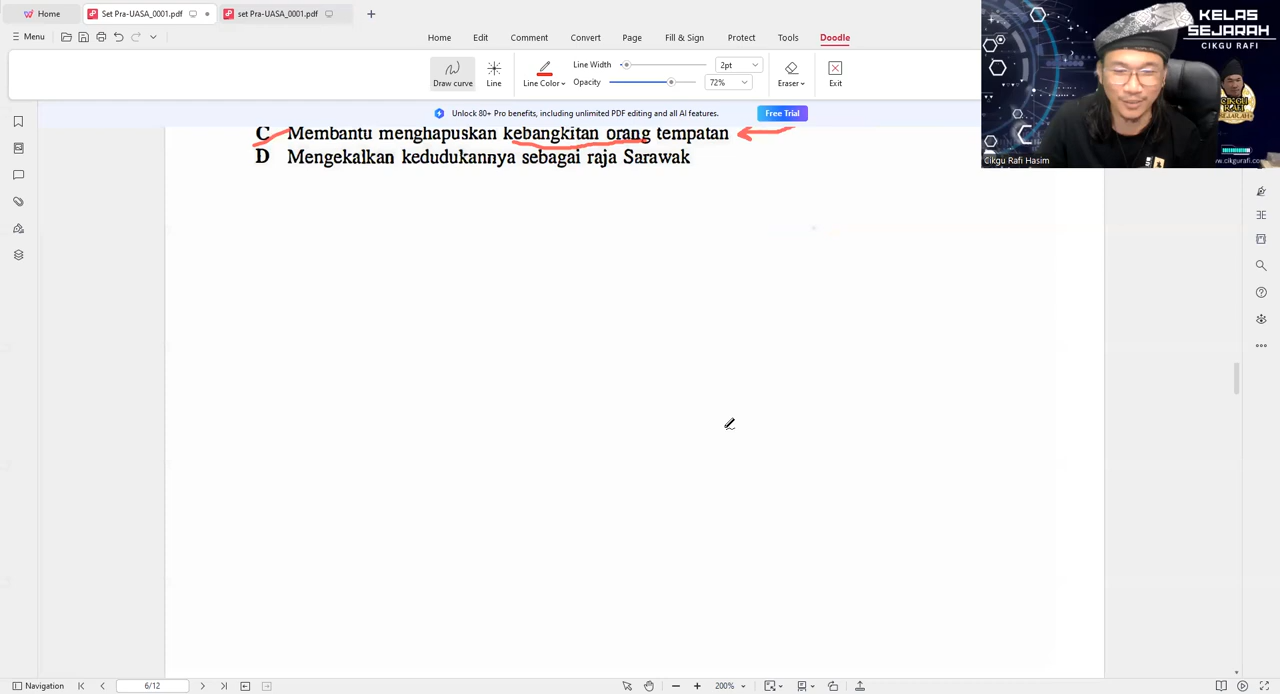 Home
Set Pra-UASA_0001.pdf
set Pra-UASA_0001.pdf
Menu
Home Edit Comment Convert Page Fill & Sign Protect Tools Doodle
Draw curve
Line
Line Color
Line Width 2pt
Opacity 72%
Eraser
Exit
Unlock 80+ Pro benefits, including unlimited PDF editing and all AI features.
Free Trial
C Membantu menghapuskan kebangkitan orang tempatan
D Mengekalkan kedudukannya sebagai raja Sarawak
KELAS
SEJARAH
CIKGU RAFI
CIKGU
RAFI
Cikgu Rafi Hasim
Navigation
6/12
200%